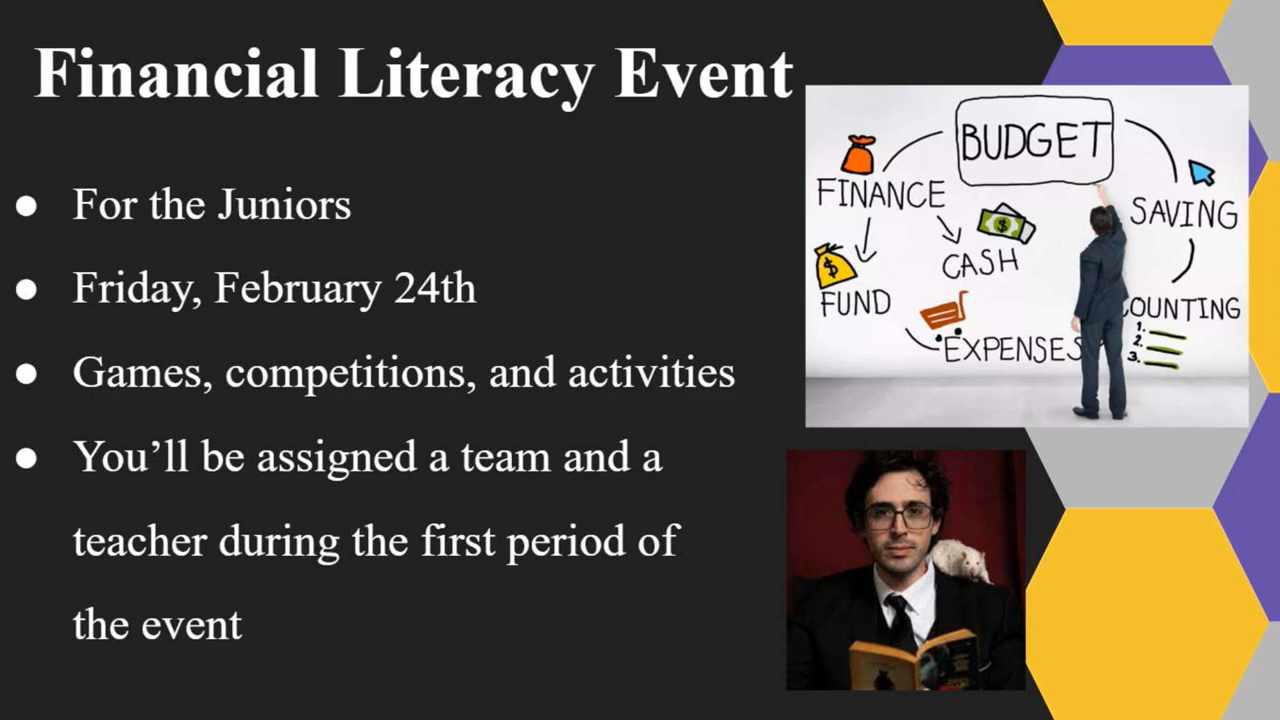 Financial Literacy Event
● For the Juniors
● Friday, February 24th
● Games, competitions, and activities
● You’ll be assigned a team and a
teacher during the first period of
the event
BUDGET
FINANCE
SAVING
CASH
FUND
OUNTING
EXPENSES
1.
2.
3.
$
$